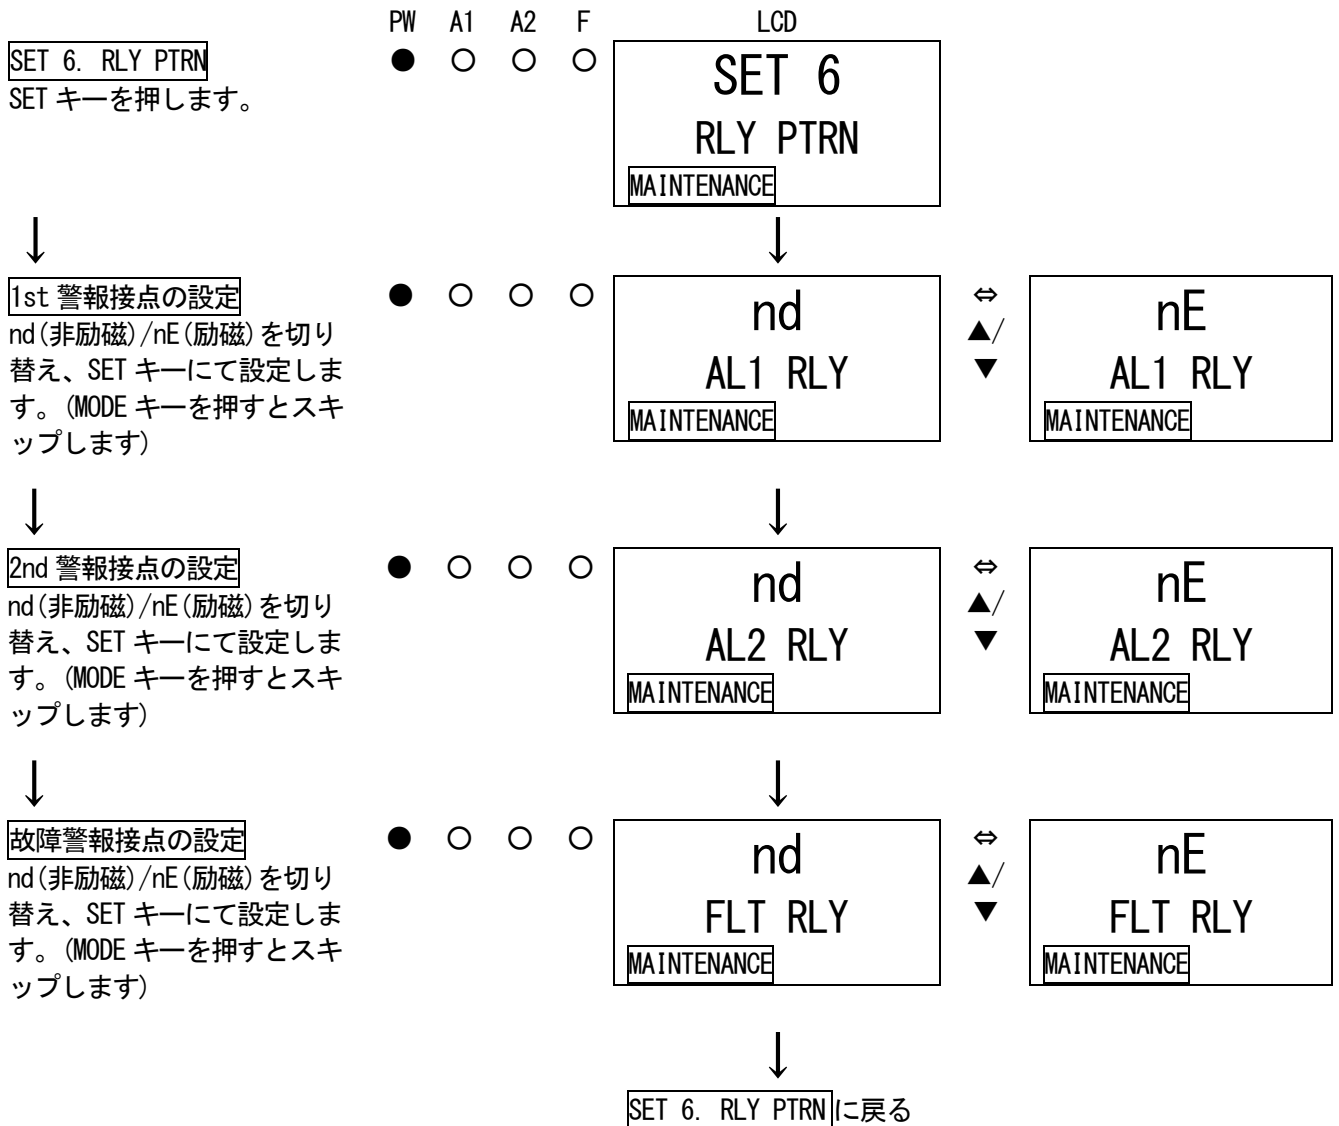 PW A1 A2 F LCD
SET 6. RLY PTRN ● ○ ○ ○
SET キーを押します。
SET 6
RLY PTRN
MAINTENANCE
↓ ↓
1st 警報接点の設定 ● ○ ○ ○
nd(非励磁)/nE(励磁)を切り
替え、SET キーにて設定しま
す。(MODE キーを押すとスキ
ップします)
nd
AL1 RLY
MAINTENANCE
⇔
▲/
▼
nE
AL1 RLY
MAINTENANCE
↓ ↓
2nd 警報接点の設定 ● ○ ○ ○
nd(非励磁)/nE(励磁)を切り
替え、SET キーにて設定しま
す。(MODE キーを押すとスキ
ップします)
nd
AL2 RLY
MAINTENANCE
⇔
▲/
▼
nE
AL2 RLY
MAINTENANCE
↓ ↓
故障警報接点の設定 ● ○ ○ ○
nd(非励磁)/nE(励磁)を切り
替え、SET キーにて設定しま
す。(MODE キーを押すとスキ
ップします)
nd
FLT RLY
MAINTENANCE
⇔
▲/
▼
nE
FLT RLY
MAINTENANCE
↓
SET 6. RLY PTRN に戻る